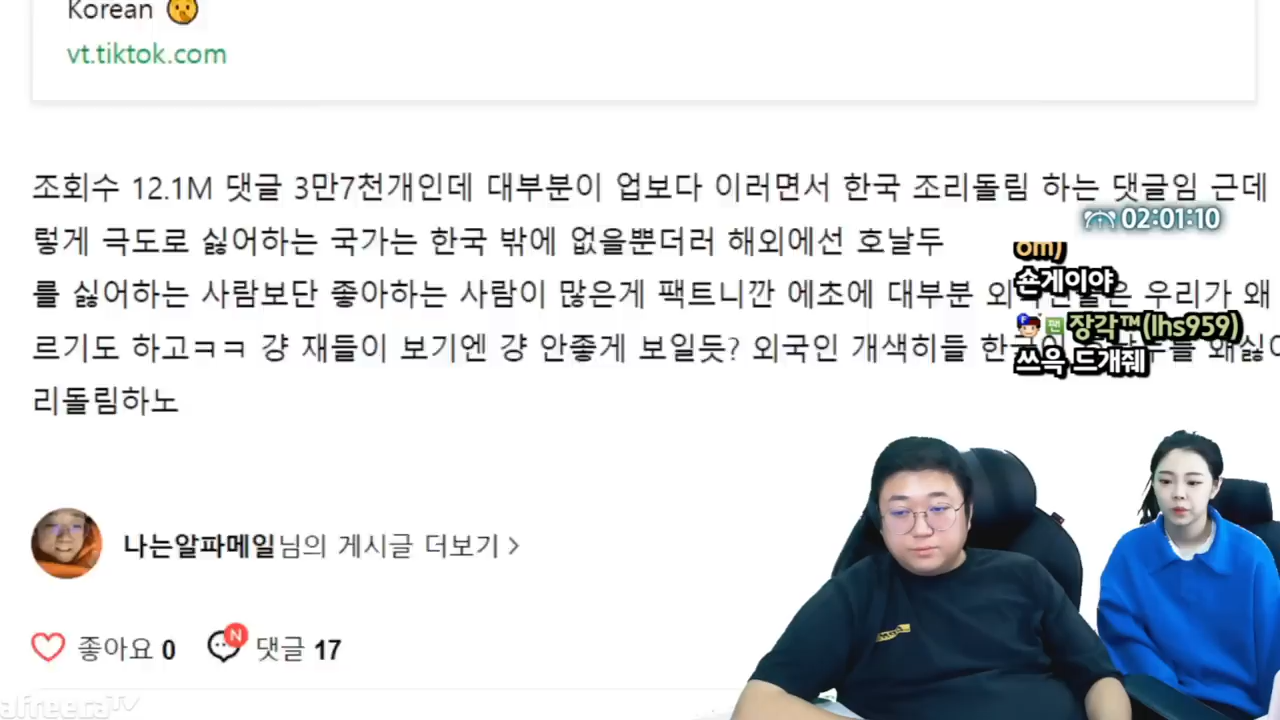 Korean
vt.tiktok.com
조회수 12.1M 댓글 3만7천개인데 대부분이 업보다 이러면서 한국 조리돌림 하는 댓글임 근데
02:01:10
렇게 극도로 싫어하는 국가는 한국 밖에 없을뿐더러 해외에선 호날두
손게이야
를 싫어하는 사람보단 좋아하는 사람이 많은게 팩트니깐 에초에 대부분 우리가 왜
장각™(lhs959)
르기도 하고ㅋㅋ 걍 재들이 보기엔 걍 안좋게 보일듯? 외국인 개색히들
쓰윽 드개줴
리돌림하노
나는알파메일님의 게시글 더보기 >
좋아요 0 댓글 17
N
afreecaTV